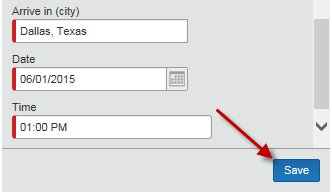 Arrive in (city)
Dallas, Texas
Date
06/01/2015
Time
01:00 PM
Save